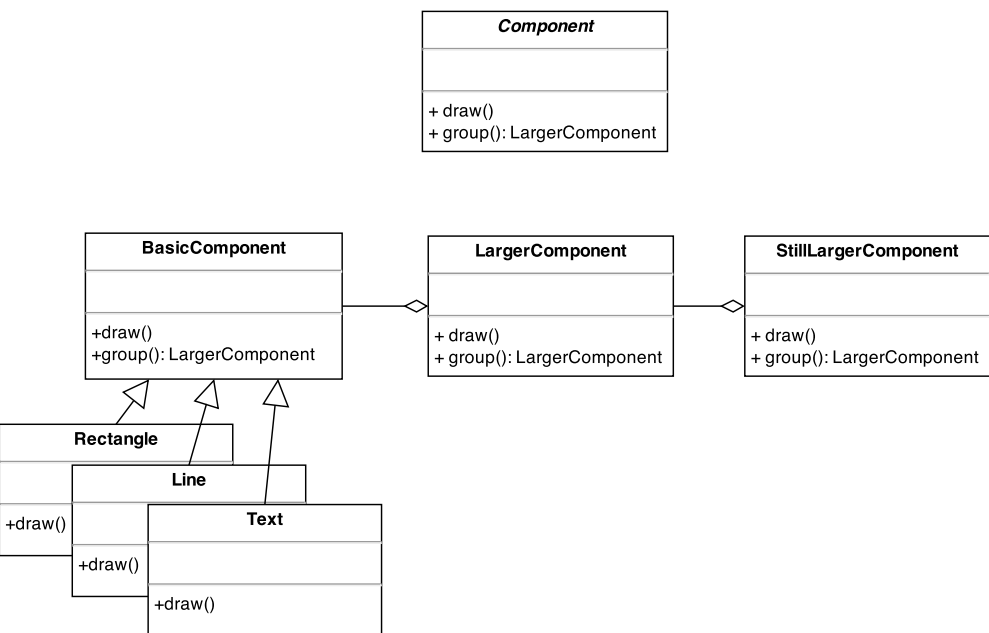 Component
+ draw()
+ group(): LargerComponent
BasicComponent
+draw()
+group(): LargerComponent
LargerComponent
+ draw()
+ group(): LargerComponent
StillLargerComponent
+ draw()
+ group(): LargerComponent
Rectangle
+draw()
Line
+draw()
Text
+draw()